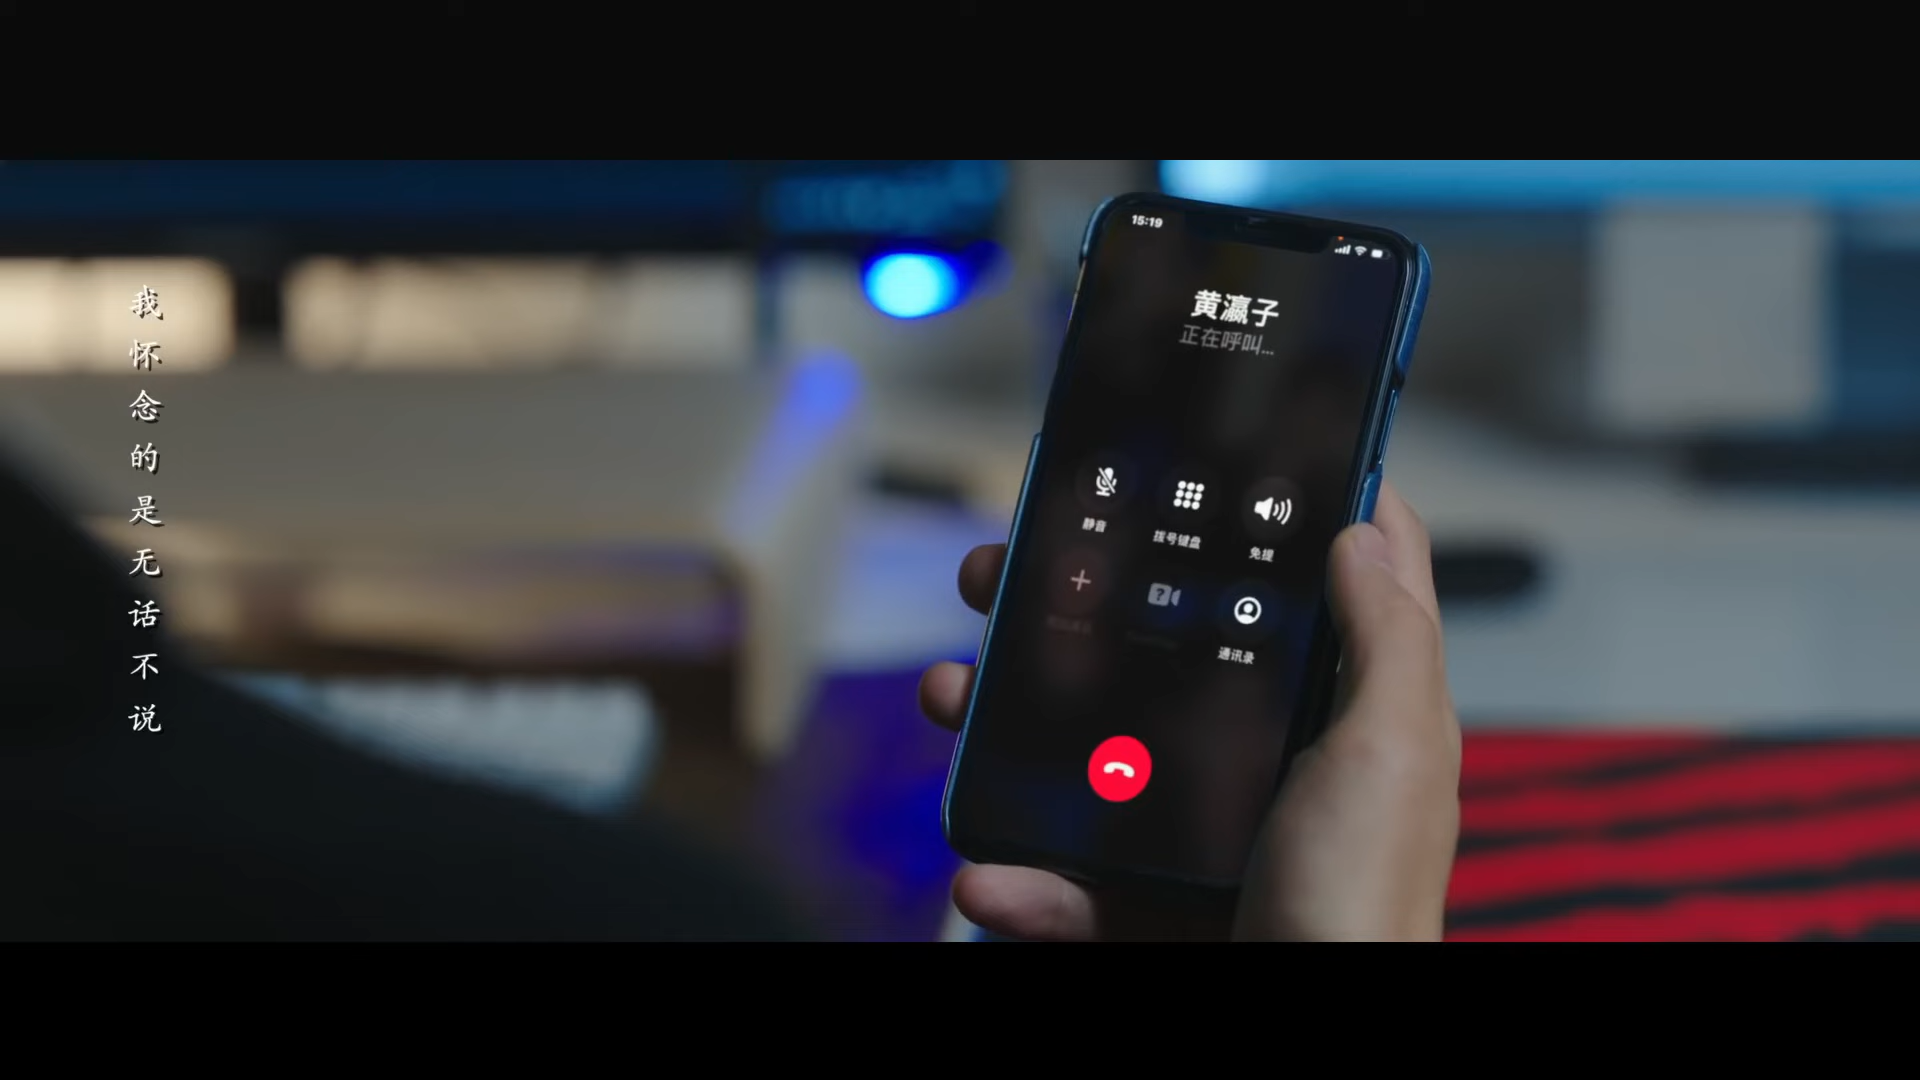 我怀念的是无话不说
15:19
黄瀛子
正在呼叫...
静音
拨号键盘
免提
通讯录